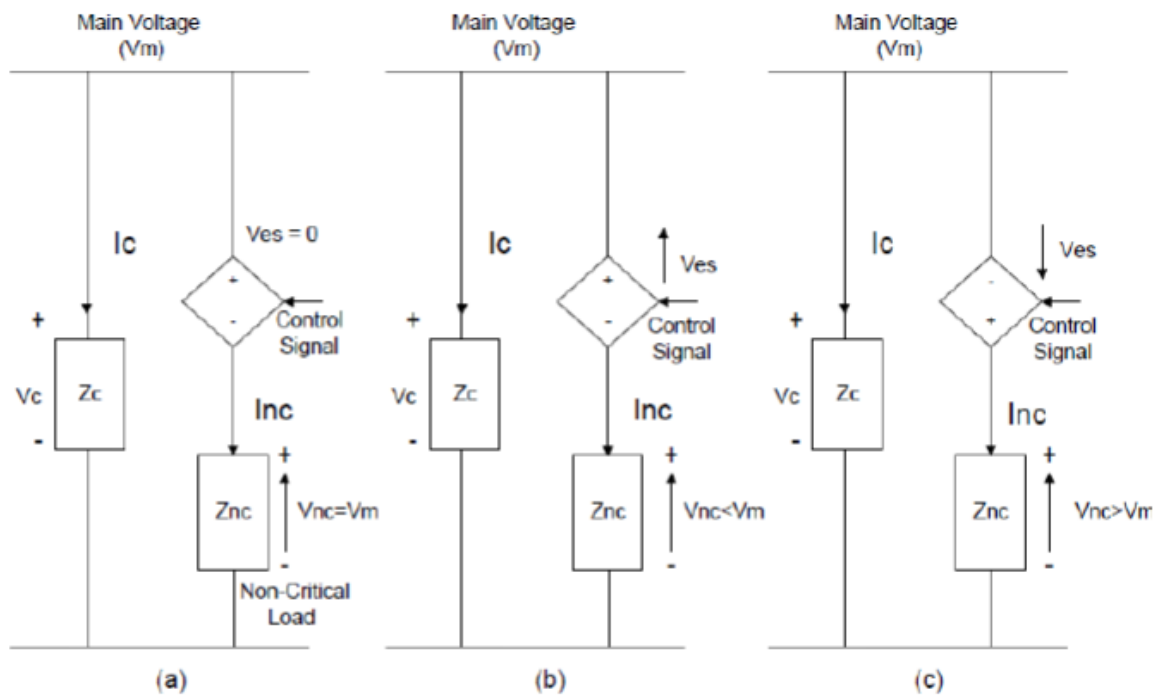 Main Voltage
(Vm)
Ic
Ves = 0
+
-
Control
Signal
+
Vc
Zc
-
Inc
+
Znc
Vnc=Vm
-
Non-Critical
Load
(a)
Main Voltage
(Vm)
Ic
Ves
+
-
Control
Signal
+
Vc
Zc
-
Inc
+
Znc
Vnc<Vm
-
(b)
Main Voltage
(Vm)
Ic
Ves
-
+
Control
Signal
+
Vc
Zc
-
Inc
+
Znc
Vnc>Vm
-
(c)